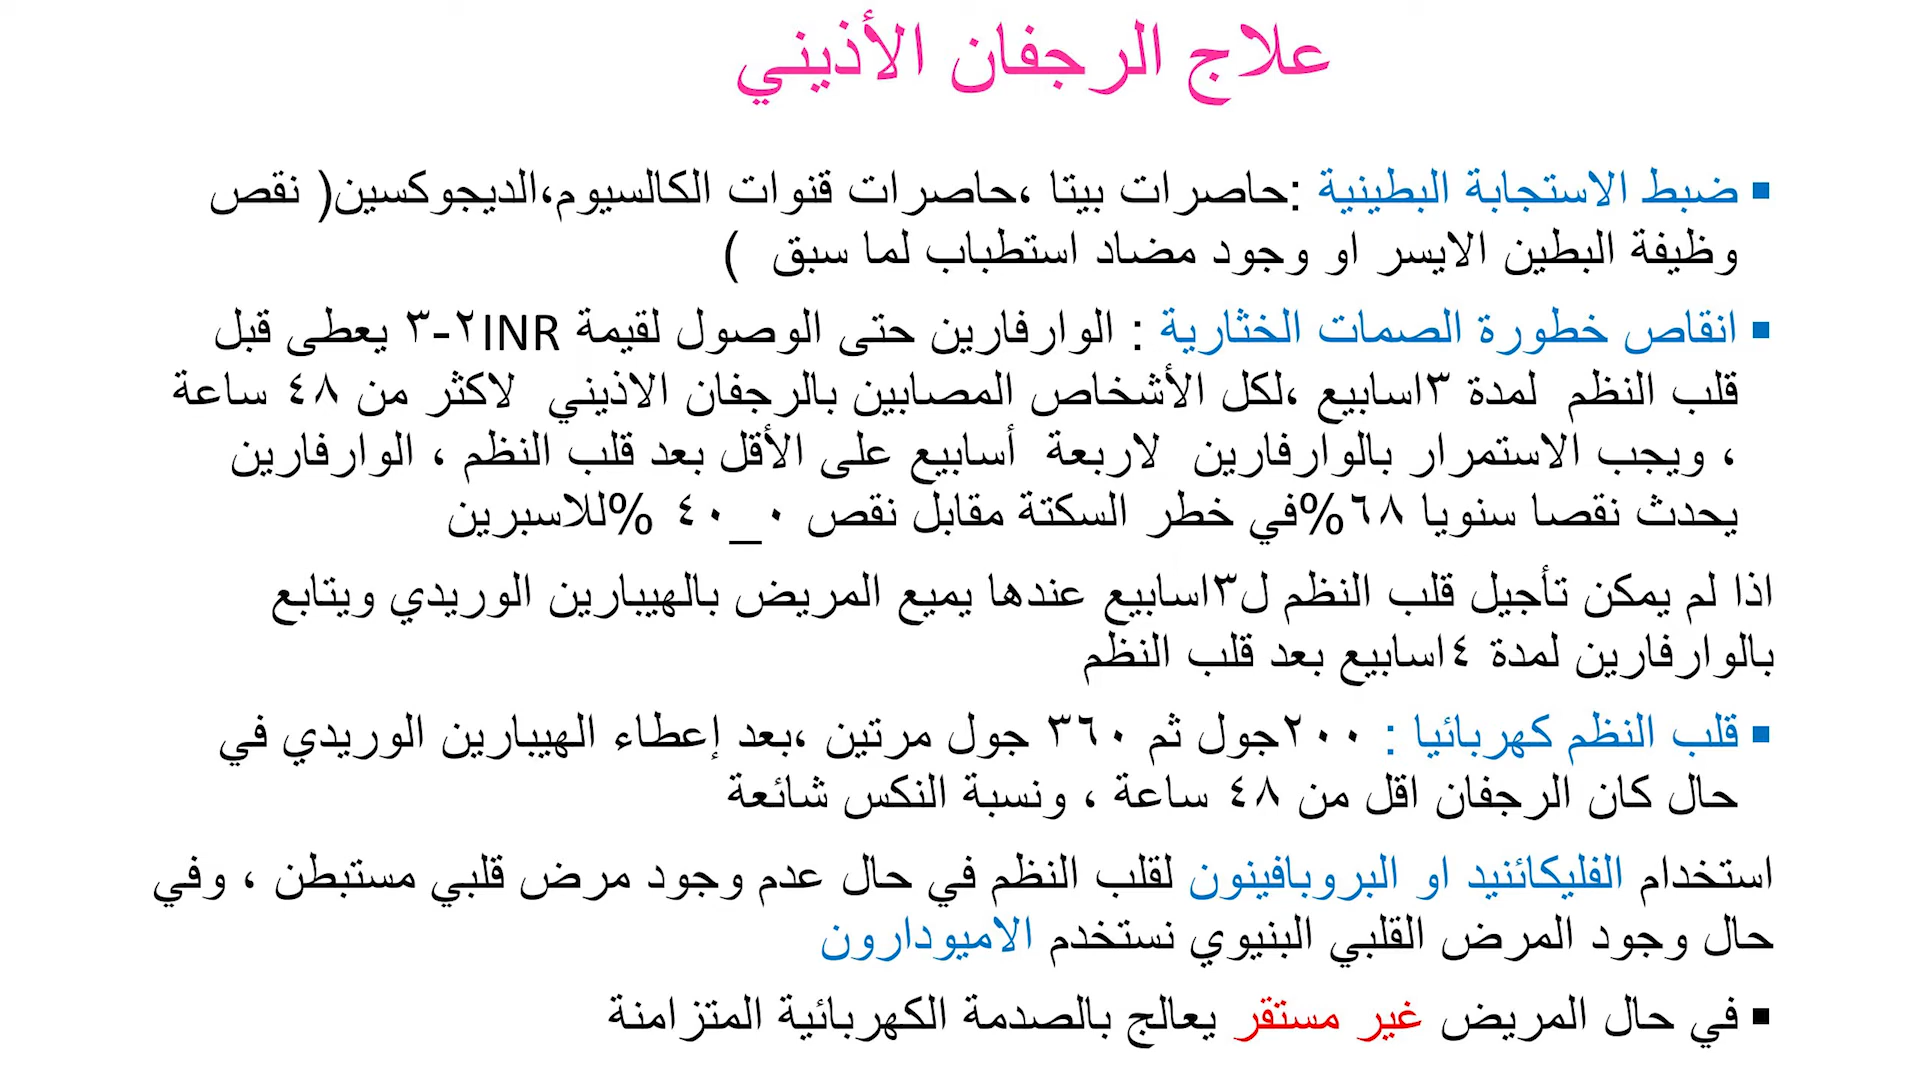 علاج الرجفان الأذيني
▪ ضبط الاستجابة البطينية :حاصرات بيتا ،حاصرات قنوات الكالسيوم،الديجوكسين( نقص
وظيفة البطين الايسر او وجود مضاد استطباب لما سبق )
▪ انقاص خطورة الصمات الخثارية : الوارفارين حتى الوصول لقيمة INR٢-٣ يعطى قبل
قلب النظم لمدة ٣اسابيع ،لكل الأشخاص المصابين بالرجفان الاذيني لاكثر من ٤٨ ساعة
، ويجب الاستمرار بالوارفارين لاربعة أسابيع على الأقل بعد قلب النظم ، الوارفارين
يحدث نقصا سنويا ٦٨%في خطر السكتة مقابل نقص ٠_٤٠ %للاسبرين
اذا لم يمكن تأجيل قلب النظم ل٣اسابيع عندها يميع المريض بالهيبارين الوريدي ويتابع
بالوارفارين لمدة ٤اسابيع بعد قلب النظم
▪ قلب النظم كهربائيا : ٢٠٠جول ثم ٣٦٠ جول مرتين ،بعد إعطاء الهيبارين الوريدي في
حال كان الرجفان اقل من ٤٨ ساعة ، ونسبة النكس شائعة
استخدام الفليكائنيد او البروبافينون لقلب النظم في حال عدم وجود مرض قلبي مستبطن ، وفي
حال وجود المرض القلبي البنيوي نستخدم الاميودارون
▪ في حال المريض غير مستقر يعالج بالصدمة الكهربائية المتزامنة